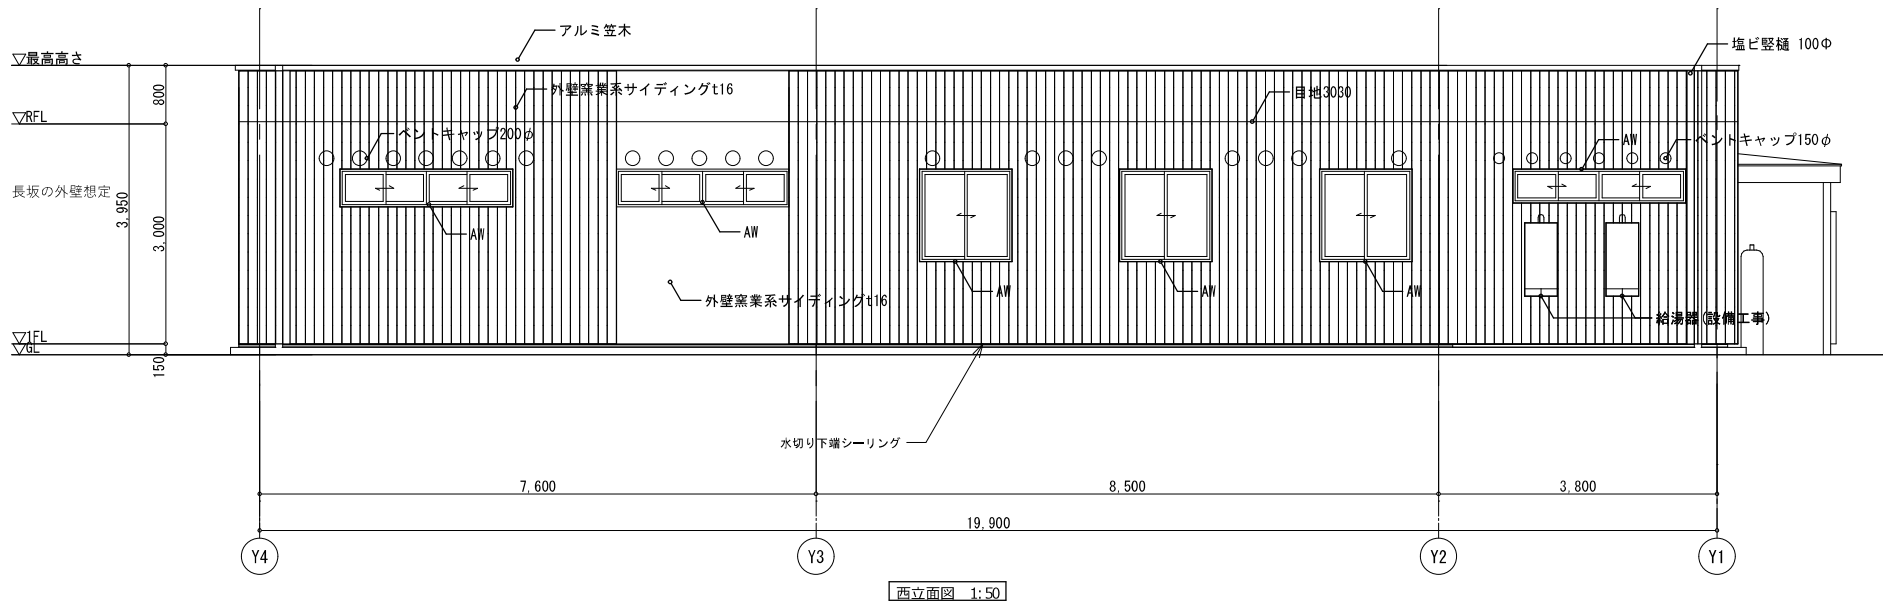 アルミ笠木
塩ビ竪樋 100Φ
▽最高高さ
800
外壁窯業系サイディングt16
目地3030
▽RFL
ベントキャップ200φ
AW
ベントキャップ150φ
長坂の外壁想定
3,950
3,000
AW
AW
外壁窯業系サイディングt16
AW
AW
AW
給湯器(設備工事)
▽1FL
▽GL
150
水切り下端シーリング
7,600
8,500
3,800
19,900
Y4
Y3
Y2
Y1
西立面図 1:50